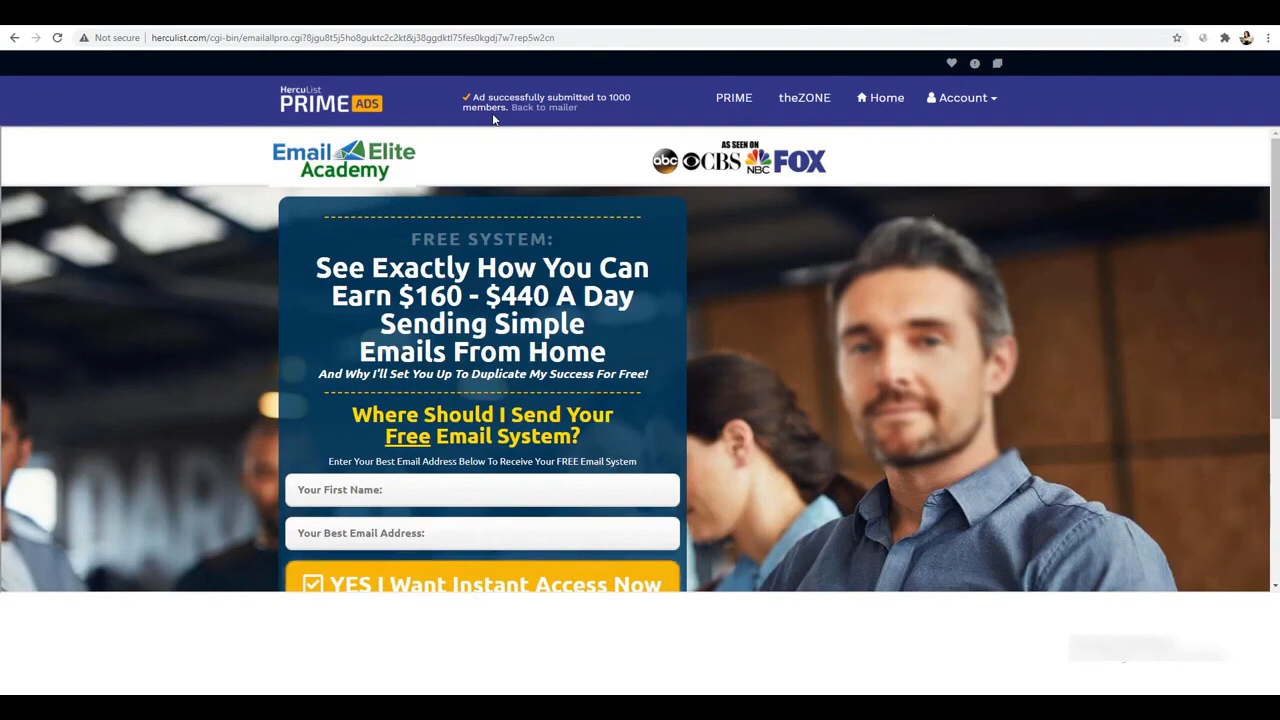 Not secure herculist.com/cgi-bin/emailallpro.cgi?8jgu8t5j5ho8guktc2c2kt&j38ggdktl75fes0kgdj7w7rep5w2cn
HercuList
PRIME ADS
Ad successfully submitted to 1000
members. Back to mailer
PRIME theZONE Home Account
Email Elite
Academy
AS SEEN ON
abc CBS NBC FOX
FREE SYSTEM:
See Exactly How You Can
Earn $160 - $440 A Day
Sending Simple
Emails From Home
And Why I'll Set You Up To Duplicate My Success For Free!
Where Should I Send Your
Free Email System?
Enter Your Best Email Address Below To Receive Your FREE Email System
Your First Name:
Your Best Email Address:
YES I Want Instant Access Now